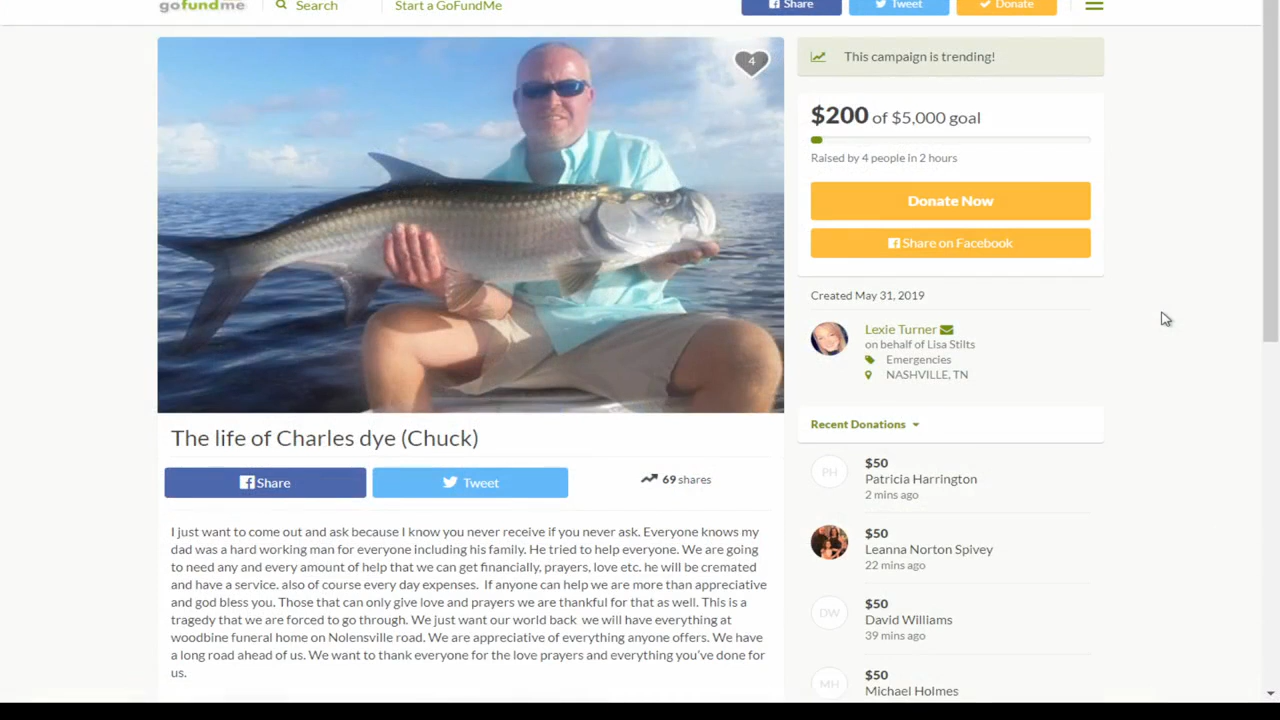 gofundme
Search
Start a GoFundMe
Share
Tweet
Donate
4
This campaign is trending!
$200 of $5,000 goal
Raised by 4 people in 2 hours
Donate Now
Share on Facebook
Created May 31, 2019
Lexie Turner
on behalf of Lisa Stilts
Emergencies
NASHVILLE, TN
The life of Charles dye (Chuck)
Share
Tweet
69 shares
I just want to come out and ask because I know you never receive if you never ask. Everyone knows my
dad was a hard working man for everyone including his family. He tried to help everyone. We are going
to need any and every amount of help that we can get financially, prayers, love etc. he will be cremated
and have a service. also of course every day expenses. If anyone can help we are more than appreciative
and god bless you. Those that can only give love and prayers we are thankful for that as well. This is a
tragedy that we are forced to go through. We just want our world back we will have everything at
woodbine funeral home on Nolensville road. We are appreciative of everything anyone offers. We have
a long road ahead of us. We want to thank everyone for the love prayers and everything you've done for
us.
Recent Donations
PH
$50
Patricia Harrington
2 mins ago
$50
Leanna Norton Spivey
22 mins ago
DW
$50
David Williams
39 mins ago
MH
$50
Michael Holmes